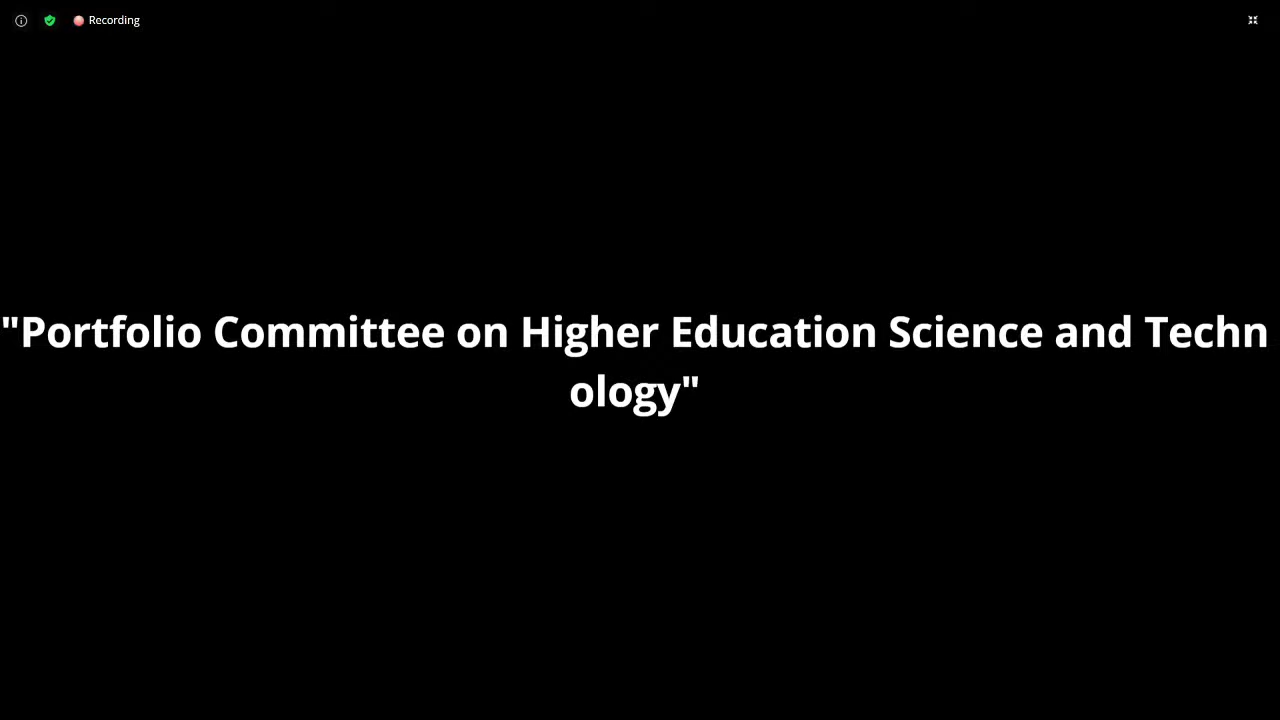 Recording
"Portfolio Committee on Higher Education Science and Techn
ology"